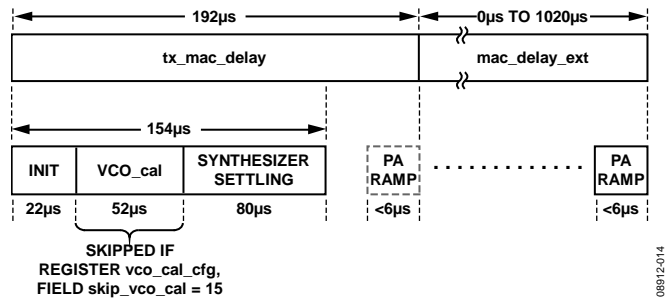 192µs
0µs TO 1020µs
tx_mac_delay
mac_delay_ext
154µs
INIT
VCO_cal
SYNTHESIZER
SETTLING
PA
RAMP
PA
RAMP
22µs
52µs
80µs
<6µs
<6µs
SKIPPED IF
REGISTER vco_cal_cfg,
FIELD skip_vco_cal = 15
08912-014